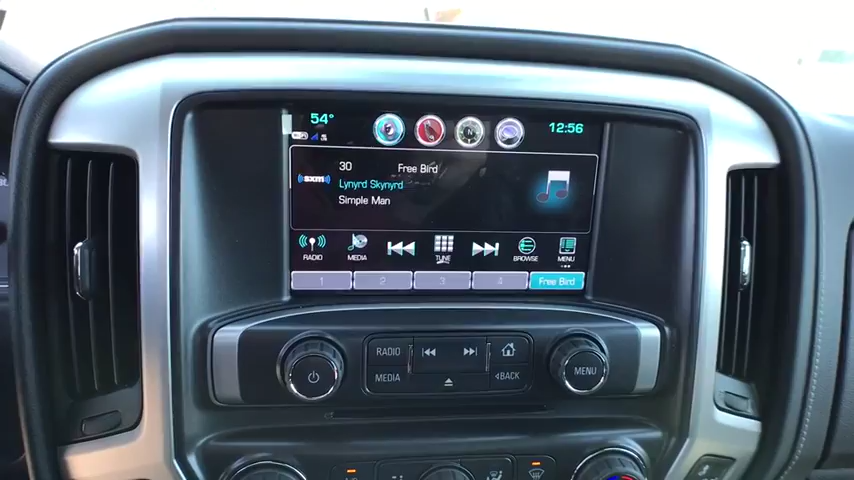 54°
12:56
N
30 Free Bird
sxm
Lynyrd Skynyrd
Simple Man
RADIO MEDIA TUNE BROWSE MENU
1 2 3 4 Free Bird
RADIO
MEDIA
BACK
MENU